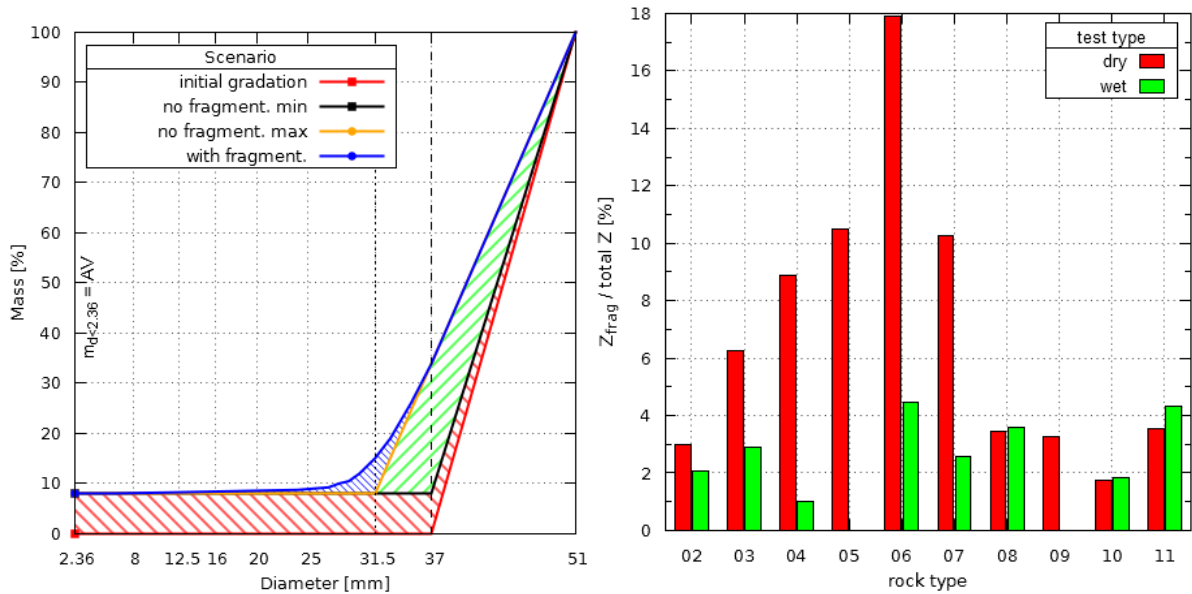 Scenario
initial gradation
no fragment. min
no fragment. max
with fragment.
100
90
80
70
60
50
40
30
20
10
0
Mass [%]
m_d<2.36 = AV
2.36 8 12.5 16 20 25 31.5 37 51
Diameter [mm]
test type
dry
wet
18
16
14
12
10
8
6
4
2
0
Z_frag / total Z [%]
02 03 04 05 06 07 08 09 10 11
rock type